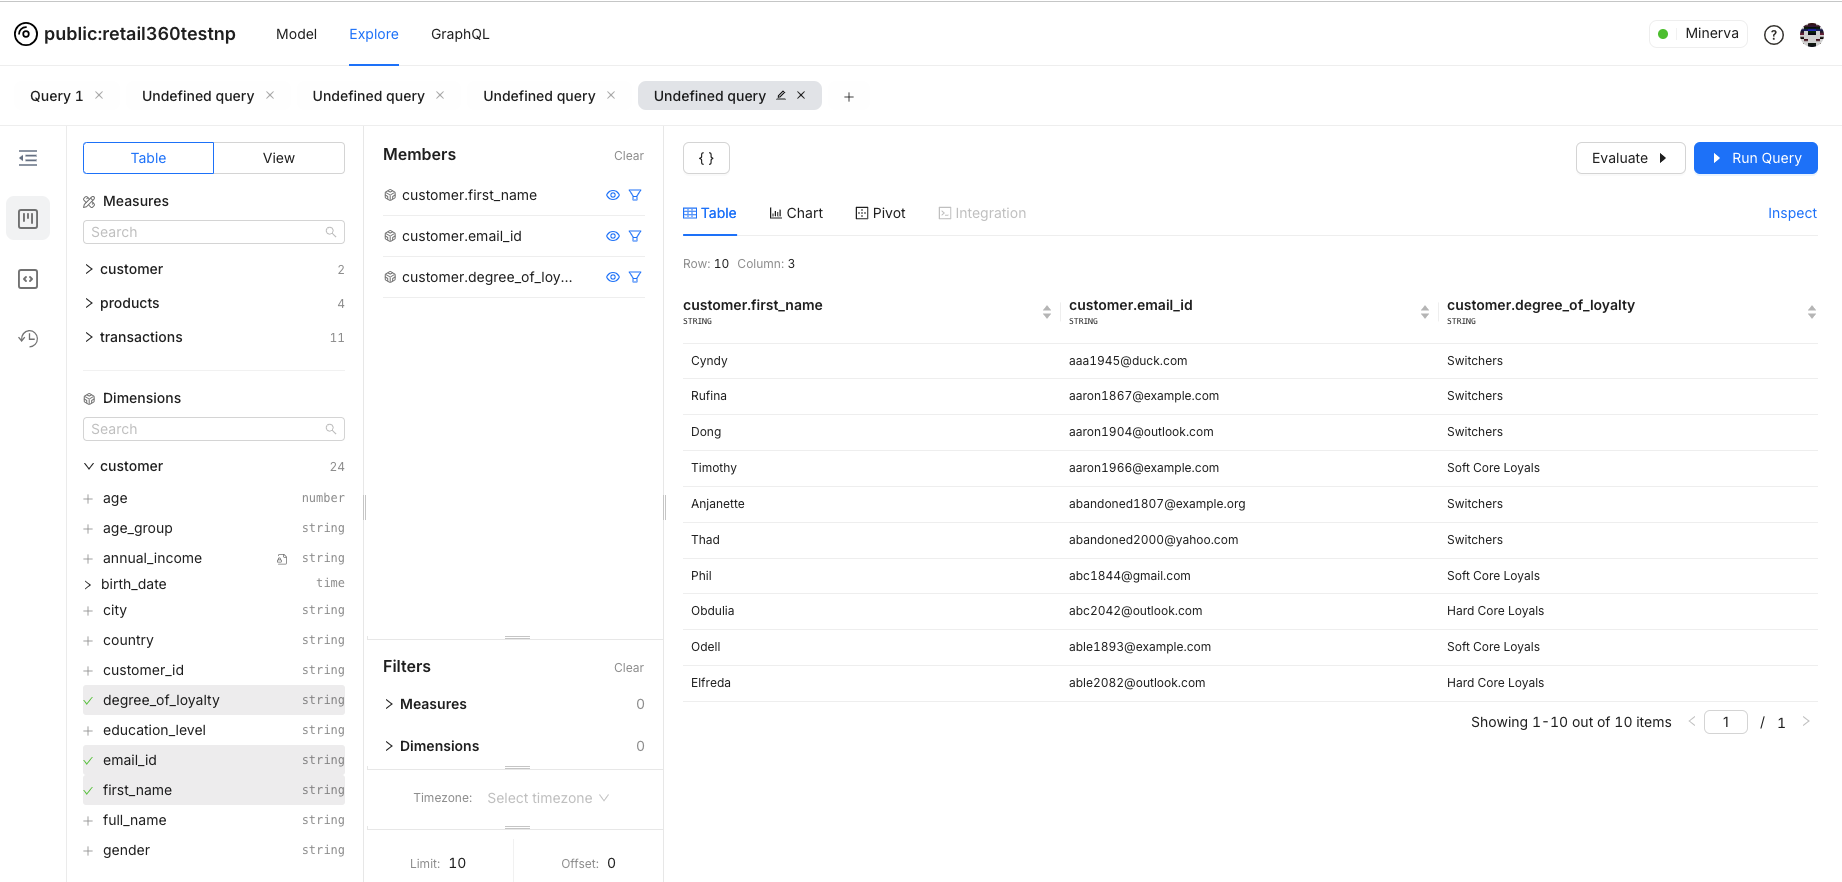 public:retail360testnp
Model
Explore
GraphQL
Minerva
Query 1
Undefined query
Undefined query
Undefined query
Undefined query
Table
View
Measures
Search
customer 2
products 4
transactions 11
Dimensions
Search
customer 24
age number
age_group string
annual_income string
birth_date time
city string
country string
customer_id string
degree_of_loyalty string
education_level string
email_id string
first_name string
full_name string
gender string
Members Clear
customer.first_name
customer.email_id
customer.degree_of_loy...
Filters Clear
Measures 0
Dimensions 0
Timezone: Select timezone
Limit: 10 Offset: 0
{ }
Evaluate
Run Query
Table
Chart
Pivot
Integration
Inspect
Row: 10 Column: 3
customer.first_name customer.email_id customer.degree_of_loyalty
STRING STRING STRING
Cyndy aaa1945@duck.com Switchers
Rufina aaron1867@example.com Switchers
Dong aaron1904@outlook.com Switchers
Timothy aaron1966@example.com Soft Core Loyals
Anjanette abandoned1807@example.org Switchers
Thad abandoned2000@yahoo.com Switchers
Phil abc1844@gmail.com Soft Core Loyals
Obdulia abc2042@outlook.com Hard Core Loyals
Odell able1893@example.com Soft Core Loyals
Elfreda able2082@outlook.com Hard Core Loyals
Showing 1-10 out of 10 items 1 / 1